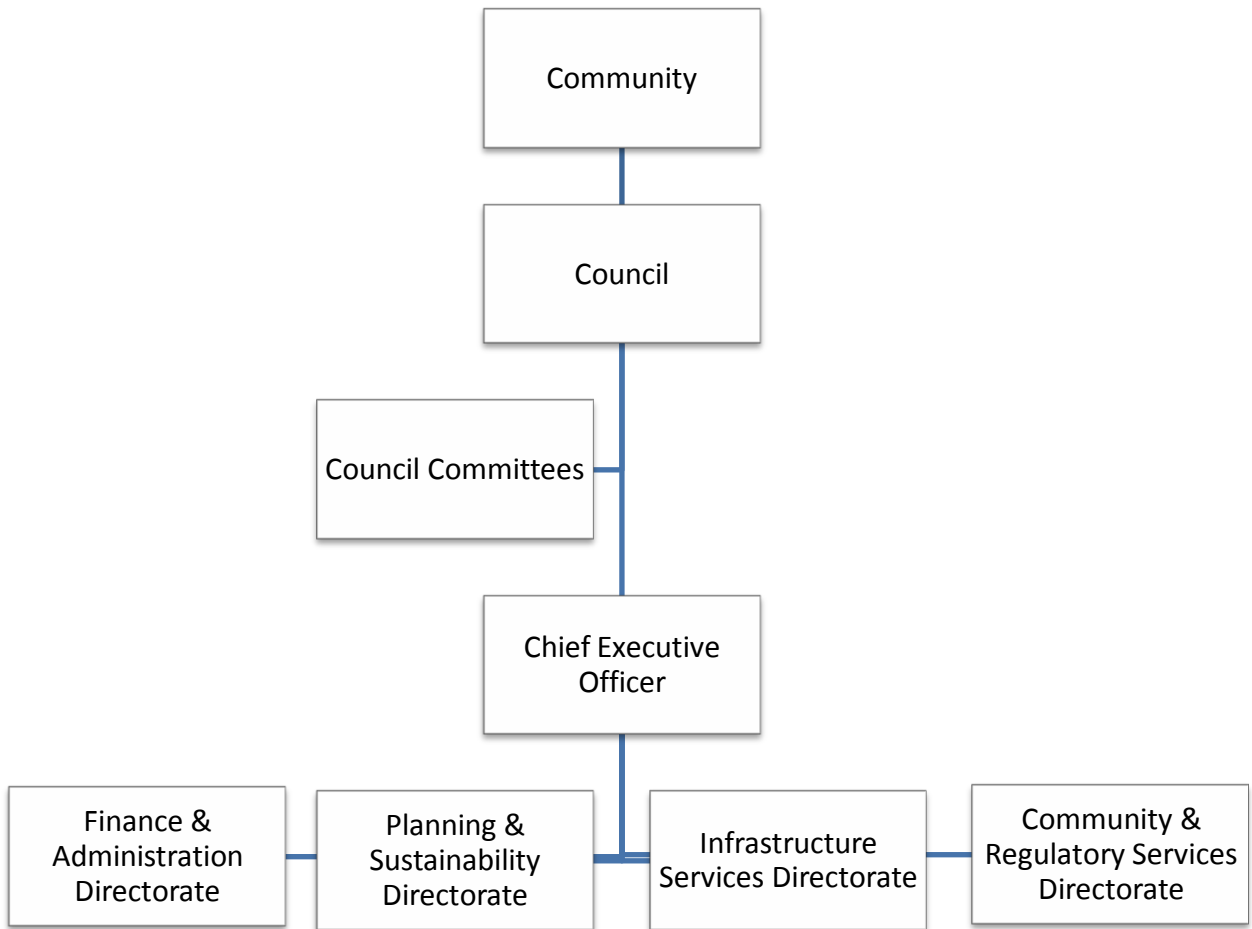 Community
Council
Council Committees
Chief Executive
Officer
Finance &
Administration
Directorate
Planning &
Sustainability
Directorate
Infrastructure
Services Directorate
Community &
Regulatory Services
Directorate